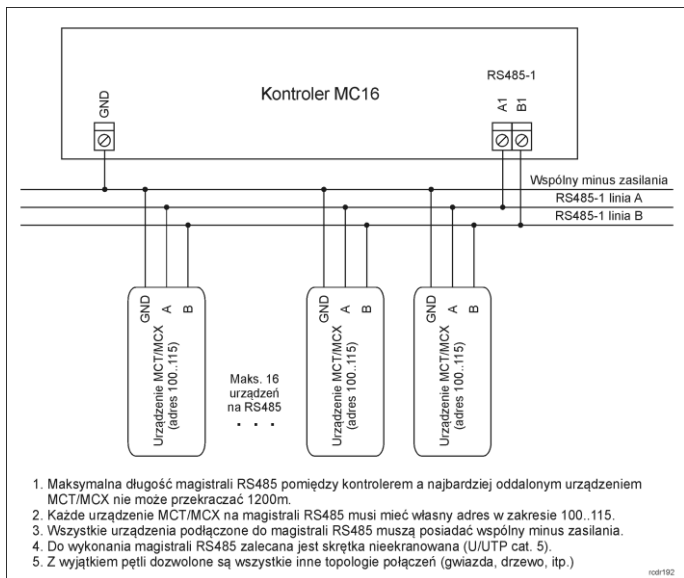 Kontroler MC16
RS485-1
GND
A1
B1
Wspólny minus zasilania
RS485-1 linia A
RS485-1 linia B
GND
A
B
Urządzenie MCT/MCX
(adres 100..115)
Maks. 16
urządzeń
na RS485
. . .
GND
A
B
Urządzenie MCT/MCX
(adres 100..115)
GND
A
B
Urządzenie MCT/MCX
(adres 100..115)
1. Maksymalna długość magistrali RS485 pomiędzy kontrolerem a najbardziej oddalonym urządzeniem
MCT/MCX nie może przekraczać 1200m.
2. Każde urządzenie MCT/MCX na magistrali RS485 musi mieć własny adres w zakresie 100..115.
3. Wszystkie urządzenia podłączone do magistrali RS485 muszą posiadać wspólny minus zasilania.
4. Do wykonania magistrali RS485 zalecana jest skrętka nieekranowana (U/UTP cat. 5).
5. Z wyjątkiem pętli dozwolone są wszystkie inne topologie połączeń (gwiazda, drzewo, itp.)
rcdr192